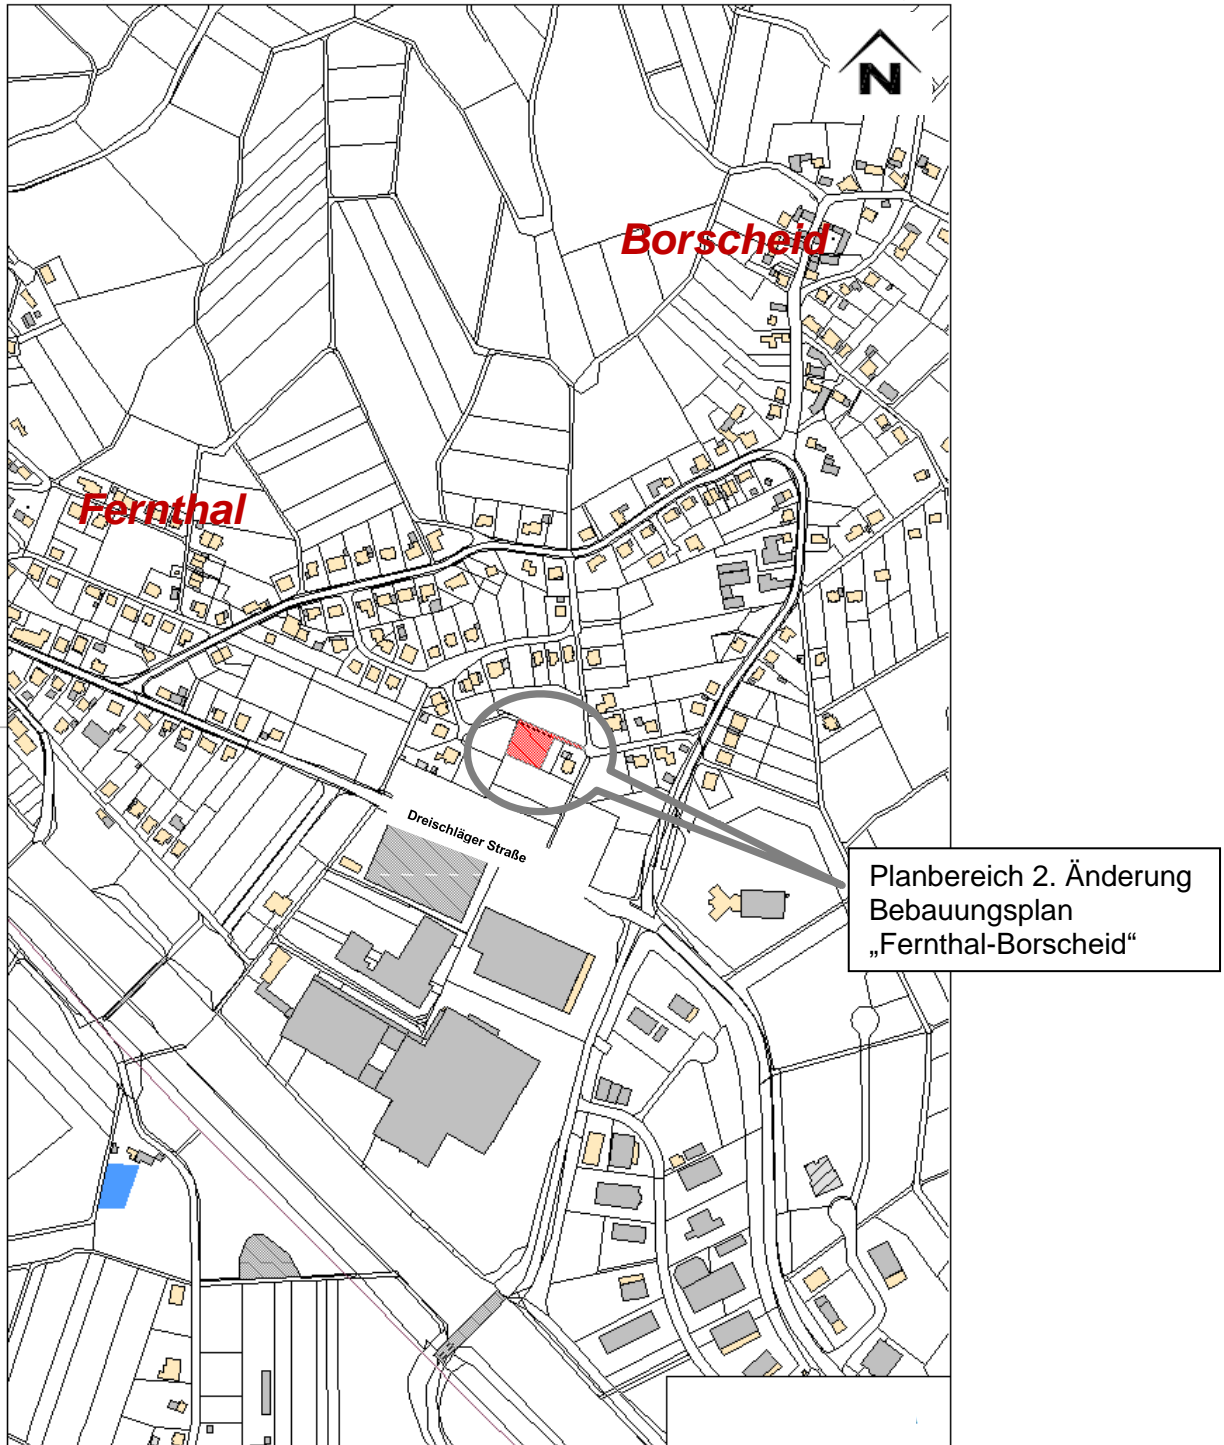 N
Borscheid
Fernthal
Dreischläger Straße
Planbereich 2. Änderung
Bebauungsplan
„Fernthal-Borscheid“